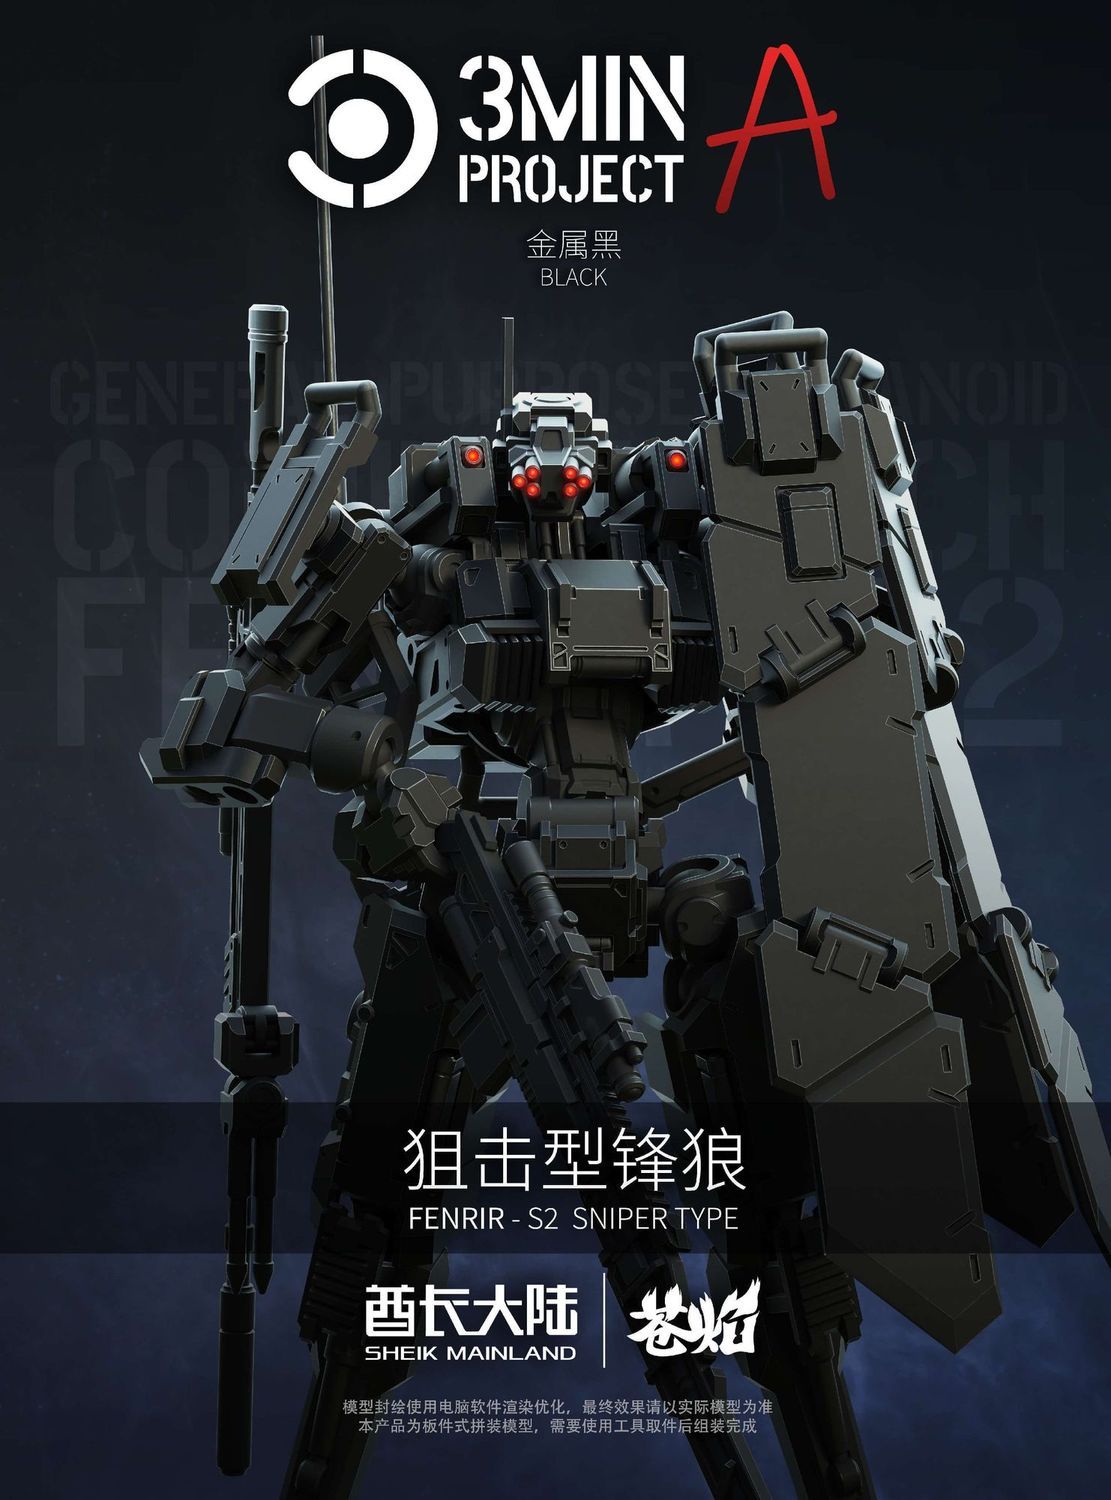 3MIN A
PROJECT
金属黑
BLACK
GENERAL PURPOSE
狙击型锋狼
FENRIR - S2 SNIPER TYPE
酋长大陆 苍焰
SHEIK MAINLAND
模型封绘使用电脑软件渲染优化，最终效果请以实际模型为准
本产品为板件式拼装模型，需要使用工具取件后组装完成